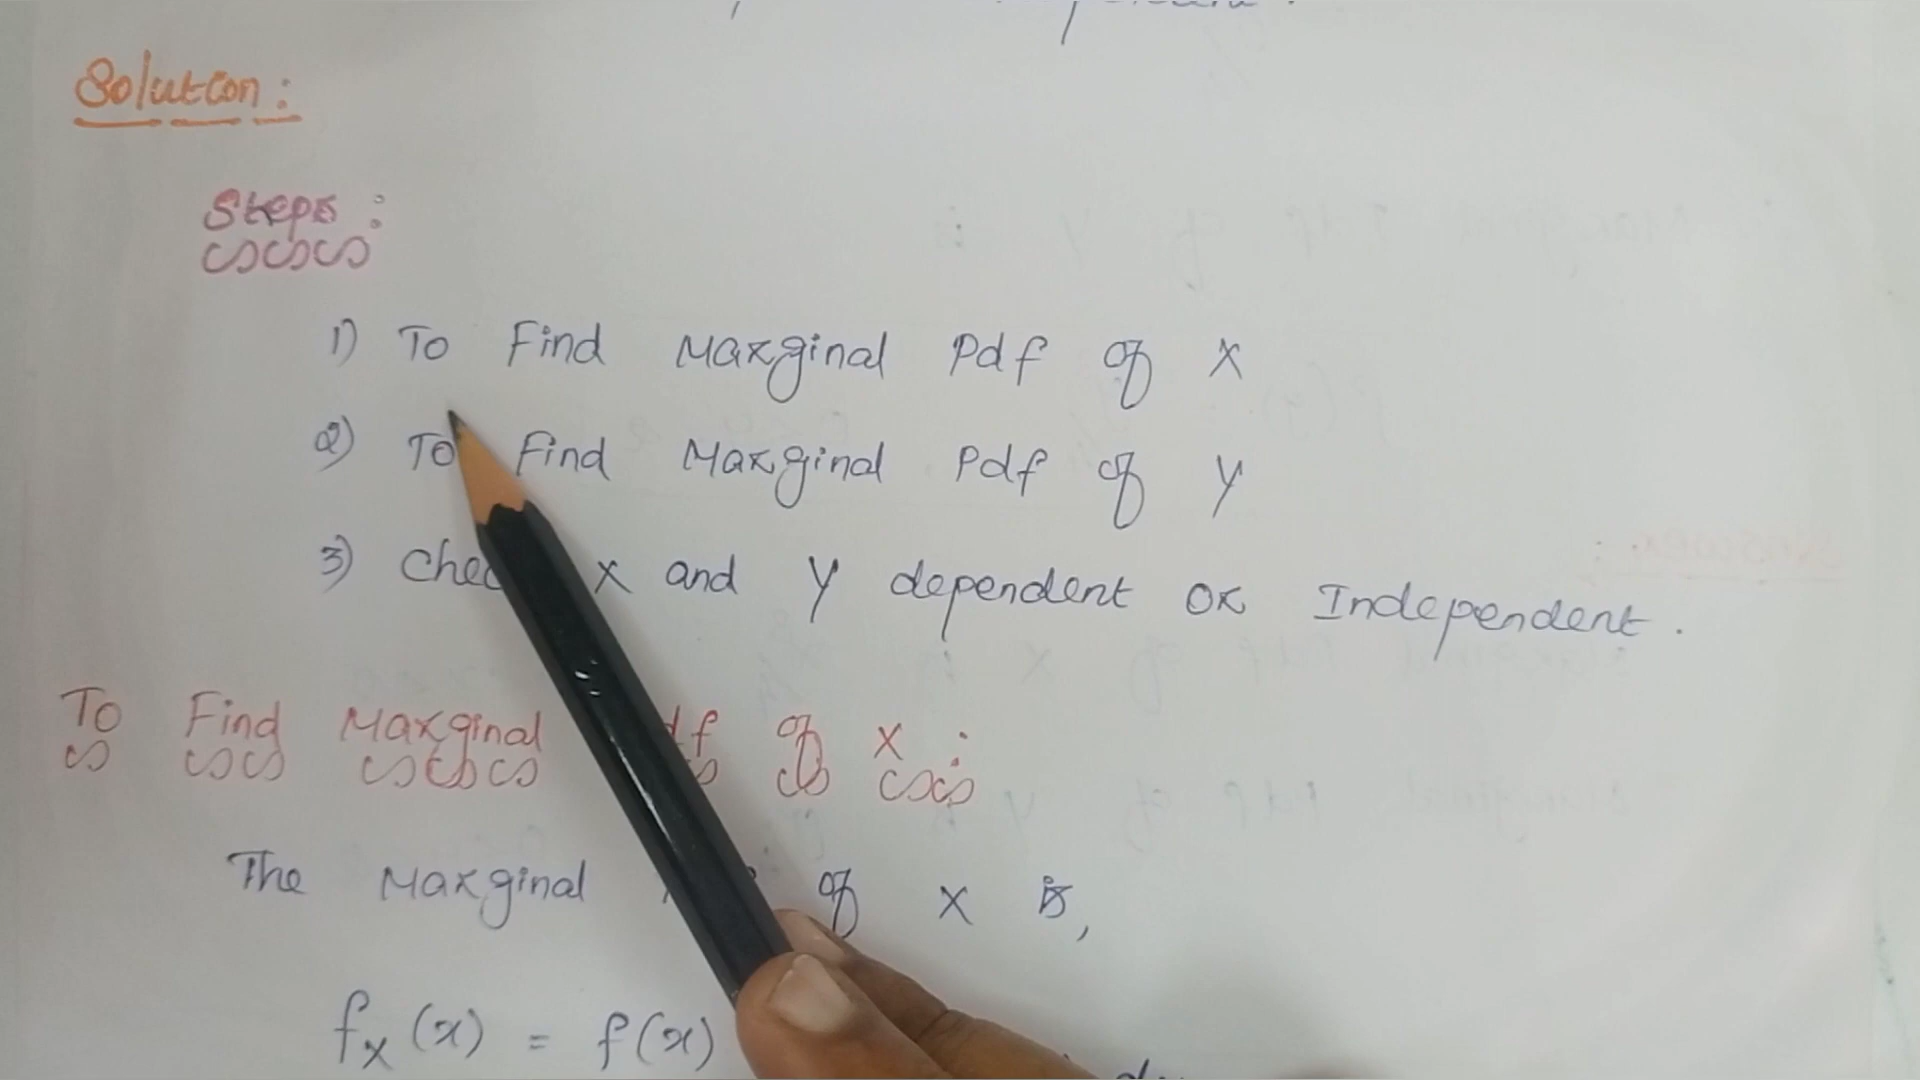 Solution:
Steps:
1) To Find Marginal Pdf of X
2) To Find Marginal Pdf of Y
3) X and Y dependent or Independent.
To Find Marginal of X:
The Marginal of X is,
fx(x) = f(x)